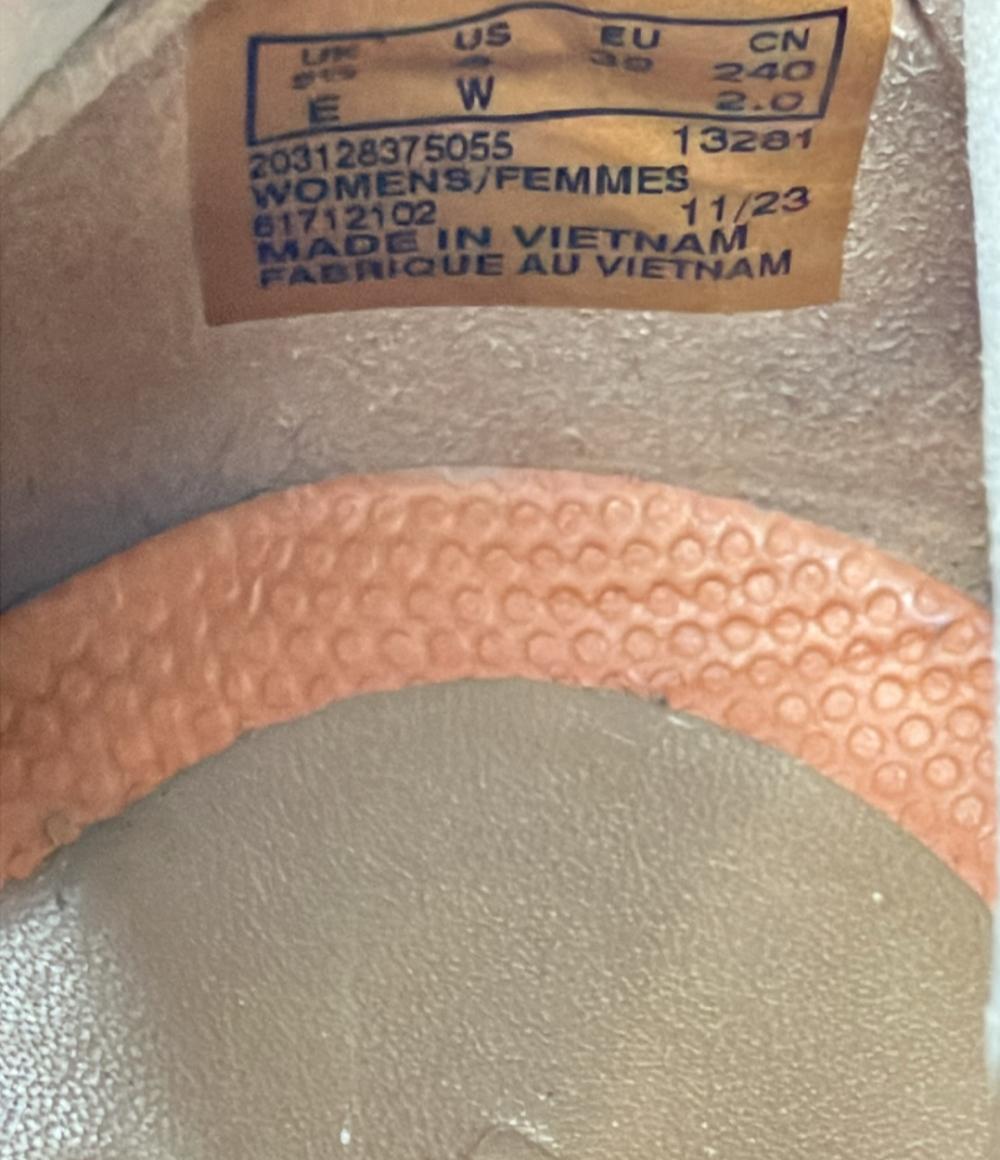 UK US EU CN
240
E W 2.0
203128375055 13281
WOMENS/FEMMES
61712102 11/23
MADE IN VIETNAM
FABRIQUE AU VIETNAM